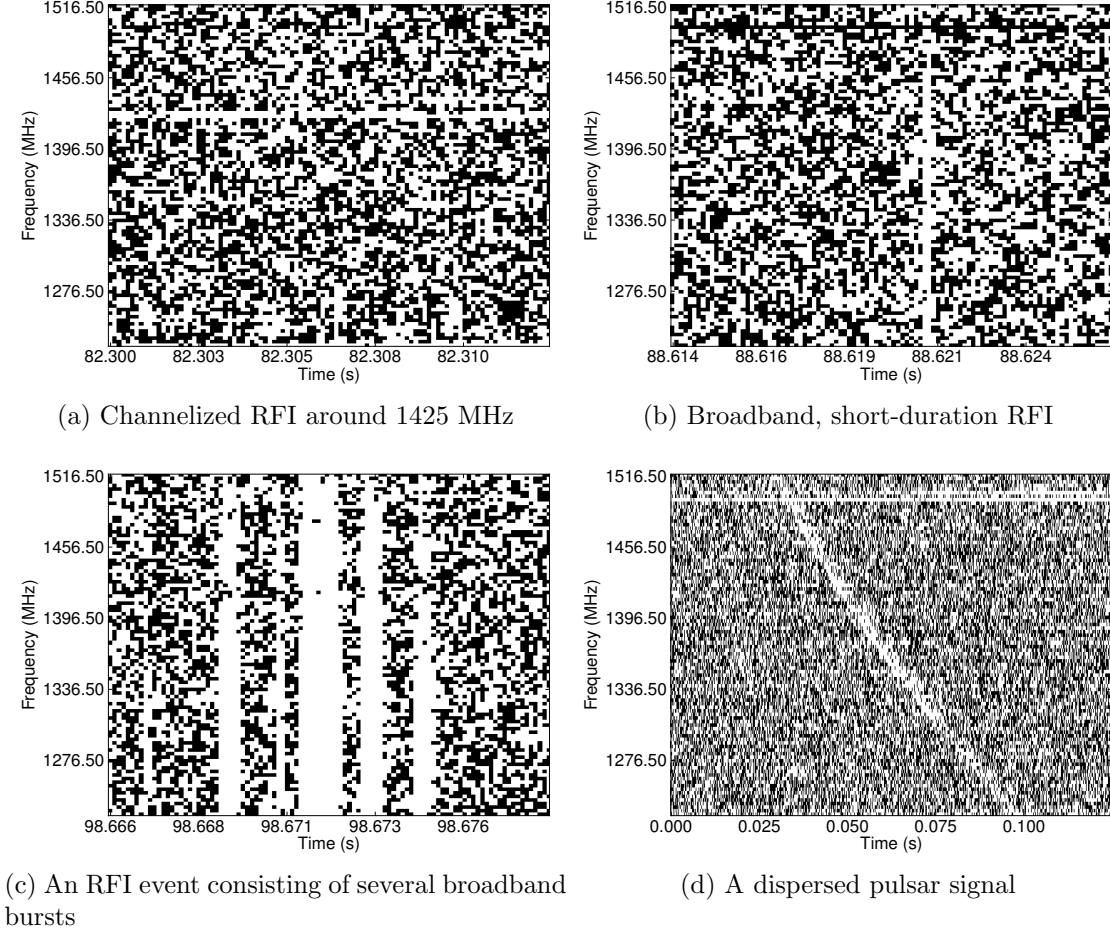 1516.50
1456.50
1396.50
1336.50
1276.50
Frequency (MHz)
82.300 82.303 82.305 82.308 82.310
Time (s)
(a) Channelized RFI around 1425 MHz
1516.50
1456.50
1396.50
1336.50
1276.50
Frequency (MHz)
88.614 88.616 88.619 88.621 88.624
Time (s)
(b) Broadband, short-duration RFI
1516.50
1456.50
1396.50
1336.50
1276.50
Frequency (MHz)
98.666 98.668 98.671 98.673 98.676
Time (s)
(c) An RFI event consisting of several broadband
bursts
1516.50
1456.50
1396.50
1336.50
1276.50
Frequency (MHz)
0.000 0.025 0.050 0.075 0.100
Time (s)
(d) A dispersed pulsar signal